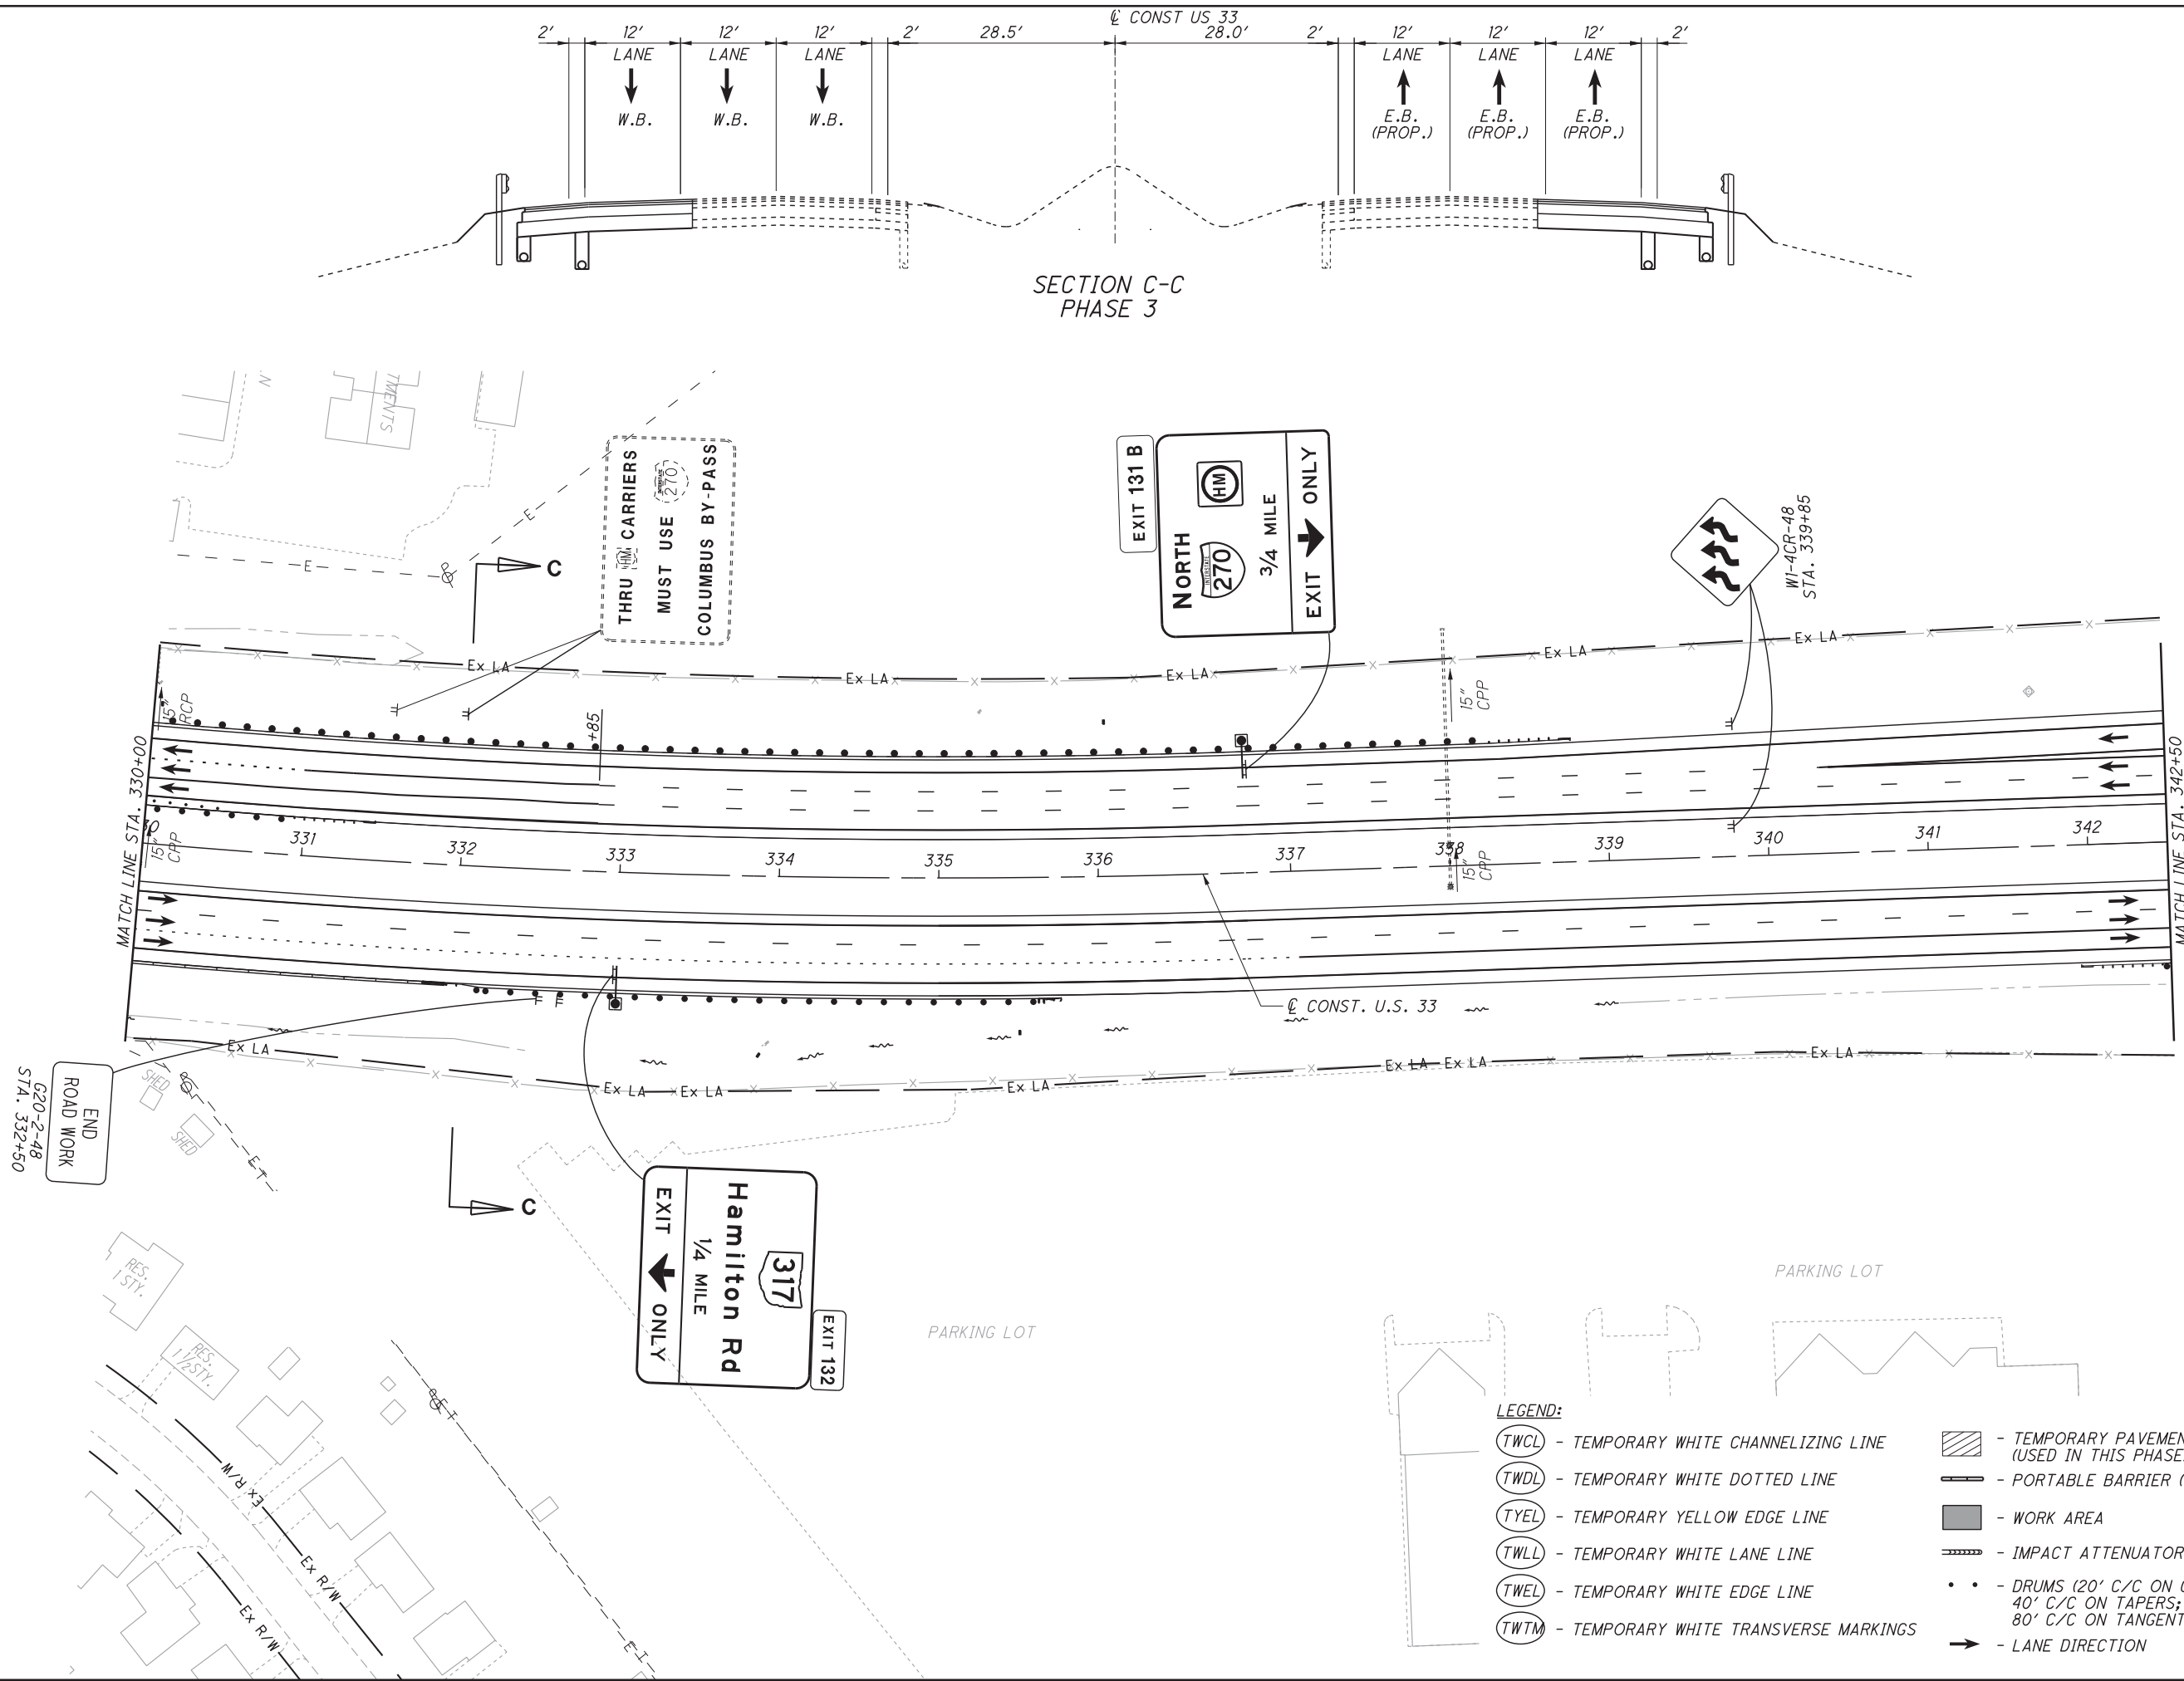 ℄ CONST US 33
2' 12' 12' 12' 2' 28.5' 28.0' 2' 12' 12' 12' 2'
LANE LANE LANE LANE LANE LANE
W.B. W.B. W.B. E.B. E.B. E.B.
(PROP.) (PROP.) (PROP.)
SECTION C-C
PHASE 3
N
TMENTS
E
E
C
THRU HM CARRIERS
MUST USE INTERSTATE 270
COLUMBUS BY-PASS
EXIT 131 B
NORTH
INTERSTATE 270 HM
3/4 MILE
EXIT ONLY
W1-4CR-48
STA. 339+85
Ex LA Ex LA Ex LA Ex LA Ex LA
15" RCP
15" CPP
+85
MATCH LINE STA. 330+00
MATCH LINE STA. 342+50
15" CPP
331 332 333 334 335 336 337 338 339 340 341 342
15" CPP
℄ CONST. U.S. 33
Ex LA Ex LA Ex LA Ex LA Ex LA Ex LA Ex LA
END
ROAD WORK
G20-2-48
STA. 332+50
SHED
SHED
E T
C
EXIT 132
317
Hamilton Rd
1/4 MILE
EXIT ONLY
RES.
1 STY.
RES.
1 1/2 STY.
E T
E T
Ex R/W
Ex R/W
Ex R/W
PARKING LOT
PARKING LOT
LEGEND:
TWCL - TEMPORARY WHITE CHANNELIZING LINE
TWDL - TEMPORARY WHITE DOTTED LINE
TYEL - TEMPORARY YELLOW EDGE LINE
TWLL - TEMPORARY WHITE LANE LINE
TWEL - TEMPORARY WHITE EDGE LINE
TWTM - TEMPORARY WHITE TRANSVERSE MARKINGS
- TEMPORARY PAVEMEN
(USED IN THIS PHASE
- PORTABLE BARRIER (
- WORK AREA
- IMPACT ATTENUATOR
- DRUMS (20' C/C ON
40' C/C ON TAPERS;
80' C/C ON TANGENT
- LANE DIRECTION